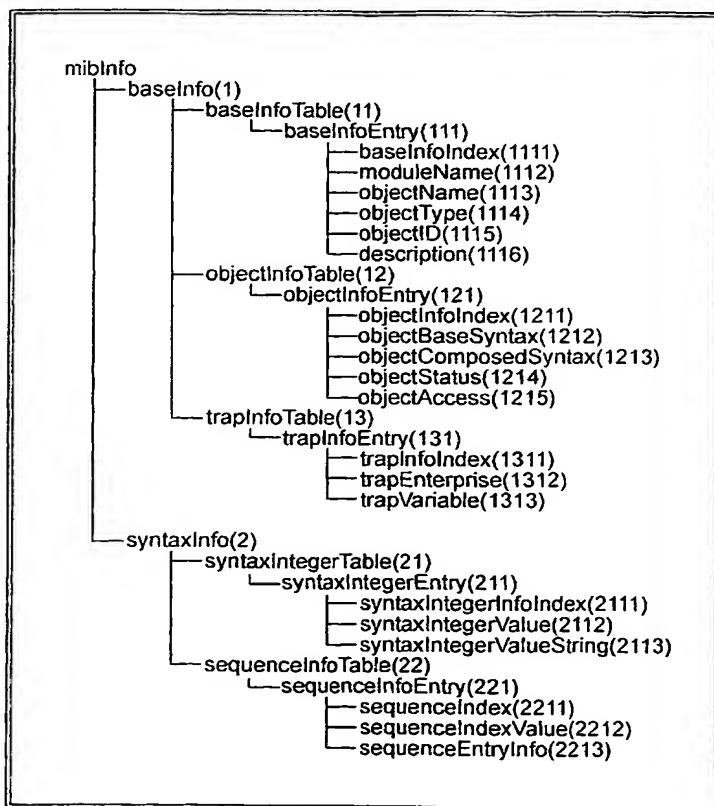 mibInfo
baseInfo(1)
baseInfoTable(11)
baseInfoEntry(111)
baseInfoIndex(1111)
moduleName(1112)
objectName(1113)
objectType(1114)
objectID(1115)
description(1116)
objectInfoTable(12)
objectInfoEntry(121)
objectInfoIndex(1211)
objectBaseSyntax(1212)
objectComposedSyntax(1213)
objectStatus(1214)
objectAccess(1215)
trapInfoTable(13)
trapInfoEntry(131)
trapInfoIndex(1311)
trapEnterprise(1312)
trapVariable(1313)
syntaxInfo(2)
syntaxIntegerTable(21)
syntaxIntegerEntry(211)
syntaxIntegerInfoIndex(2111)
syntaxIntegerValue(2112)
syntaxIntegerValueString(2113)
sequenceInfoTable(22)
sequenceInfoEntry(221)
sequenceIndex(2211)
sequenceIndexValue(2212)
sequenceEntryInfo(2213)